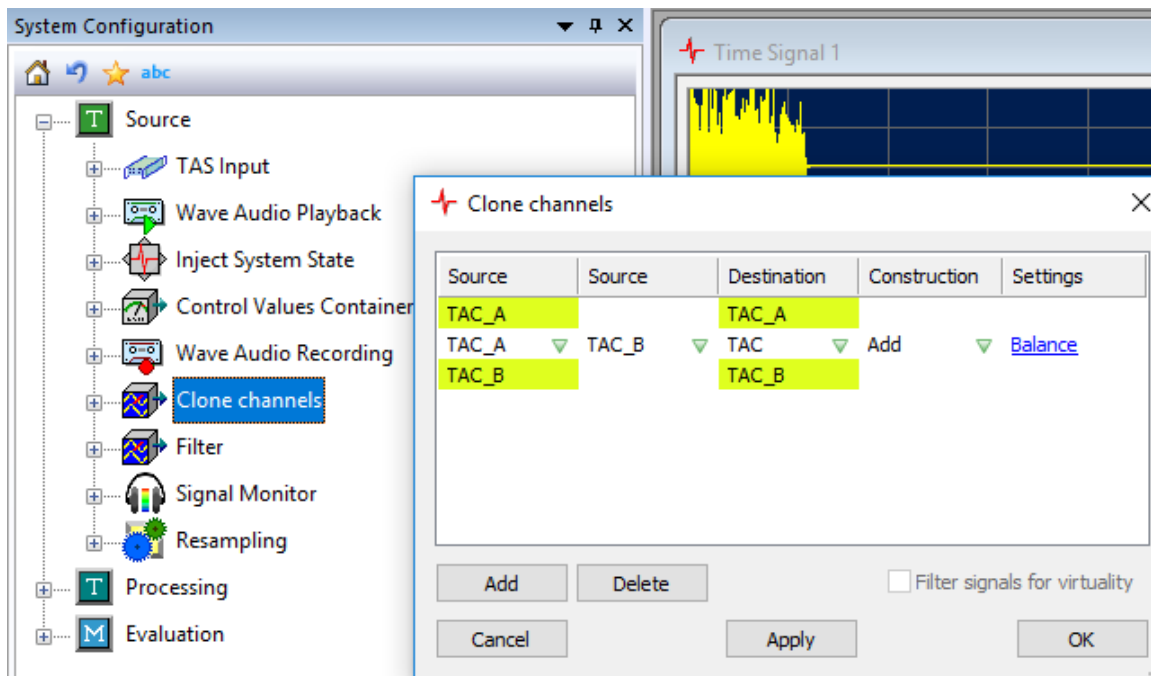 System Configuration
abc
T Source
TAS Input
Wave Audio Playback
Inject System State
Control Values Container
Wave Audio Recording
Clone channels
Filter
Signal Monitor
Resampling
T Processing
M Evaluation
Time Signal 1
Clone channels
Source Source Destination Construction Settings
TAC_A TAC_A
TAC_A TAC_B TAC Add Balance
TAC_B TAC_B
Add Delete Filter signals for virtuality
Cancel Apply OK